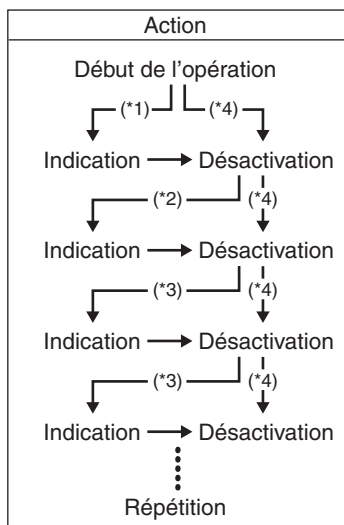 Action
Début de l'opération
(*1) (*4)
Indication Désactivation
(*2) (*4)
Indication Désactivation
(*3) (*4)
Indication Désactivation
(*3) (*4)
Indication Désactivation
Répétition